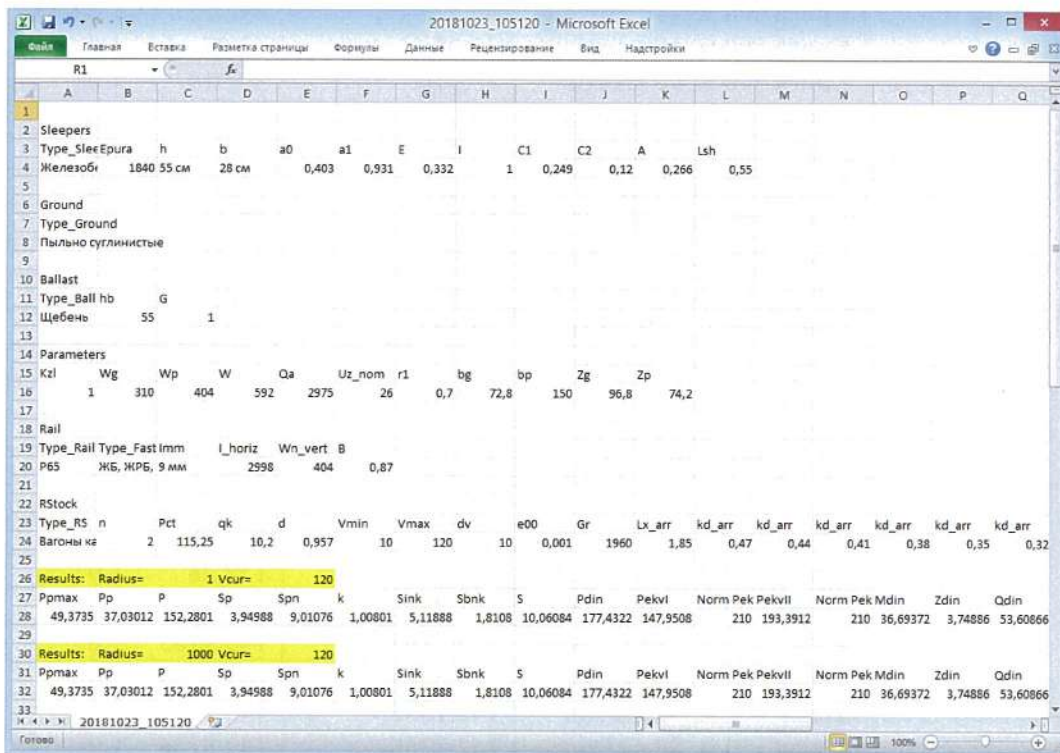 20181023_105120 - Microsoft Excel
Файл Главная Вставка Разметка страницы Формулы Данные Рецензирование Вид Надстройки
R1 fx
A B C D E F G H I J K L M N O P Q
1
2 Sleepers
3 Type_Slee Epura h b a0 a1 E I C1 C2 A Lsh
4 Железобе 1840 55 см 28 см 0,403 0,931 0,332 1 0,249 0,12 0,266 0,55
5
6 Ground
7 Type_Ground
8 Пыльно суглинистые
9
10 Ballast
11 Type_Ball hb G
12 Щебень 55 1
13
14 Parameters
15 Kzl Wg Wp W Qa Uz_nom r1 bg bp Zg Zp
16 1 310 404 592 2975 26 0,7 72,8 150 96,8 74,2
17
18 Rail
19 Type_Rail Type_Fast Imm I_horiz Wn_vert B
20 P65 ЖБ, ЖРБ, 9 мм 2998 404 0,87
21
22 RStock
23 Type_RS n Pct qk d Vmin Vmax dv e00 Gr Lx_arr kd_arr kd_arr kd_arr kd_arr kd_arr kd_arr
24 Вагоны ка 2 115,25 10,2 0,957 10 120 10 0,001 1960 1,85 0,47 0,44 0,41 0,38 0,35 0,32
25
26 Results: Radius= 1 Vcur= 120
27 Ppmax Pp P Sp Spn k Sink Sbnk S Pdin PekvI Norm Pek PekvII Norm Pek Mdin Zdin Qdin
28 49,3735 37,03012 152,2801 3,94988 9,01076 1,00801 5,11888 1,8108 10,06084 177,4322 147,9508 210 193,3912 210 36,69372 3,74886 53,60866
29
30 Results: Radius= 1000 Vcur= 120
31 Ppmax Pp P Sp Spn k Sink Sbnk S Pdin PekvI Norm Pek PekvII Norm Pek Mdin Zdin Qdin
32 49,3735 37,03012 152,2801 3,94988 9,01076 1,00801 5,11888 1,8108 10,06084 177,4322 147,9508 210 193,3912 210 36,69372 3,74886 53,60866
33
20181023_105120
Готово 100%